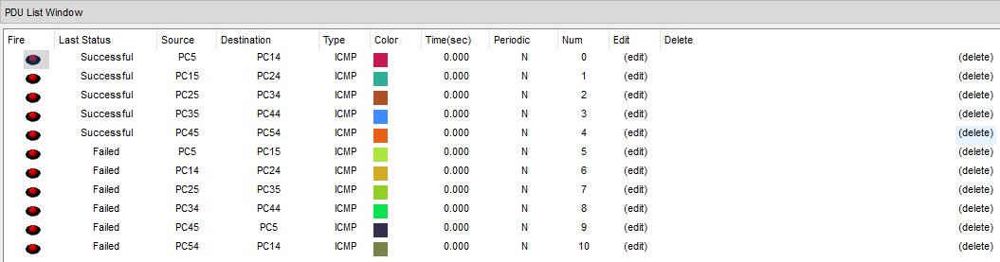 PDU List Window
Fire Last Status Source Destination Type Color Time(sec) Periodic Num Edit Delete
Successful PC5 PC14 ICMP 0.000 N 0 (edit) (delete)
Successful PC15 PC24 ICMP 0.000 N 1 (edit) (delete)
Successful PC25 PC34 ICMP 0.000 N 2 (edit) (delete)
Successful PC35 PC44 ICMP 0.000 N 3 (edit) (delete)
Successful PC45 PC54 ICMP 0.000 N 4 (edit) (delete)
Failed PC5 PC15 ICMP 0.000 N 5 (edit) (delete)
Failed PC14 PC24 ICMP 0.000 N 6 (edit) (delete)
Failed PC25 PC35 ICMP 0.000 N 7 (edit) (delete)
Failed PC34 PC44 ICMP 0.000 N 8 (edit) (delete)
Failed PC45 PC5 ICMP 0.000 N 9 (edit) (delete)
Failed PC54 PC14 ICMP 0.000 N 10 (edit) (delete)